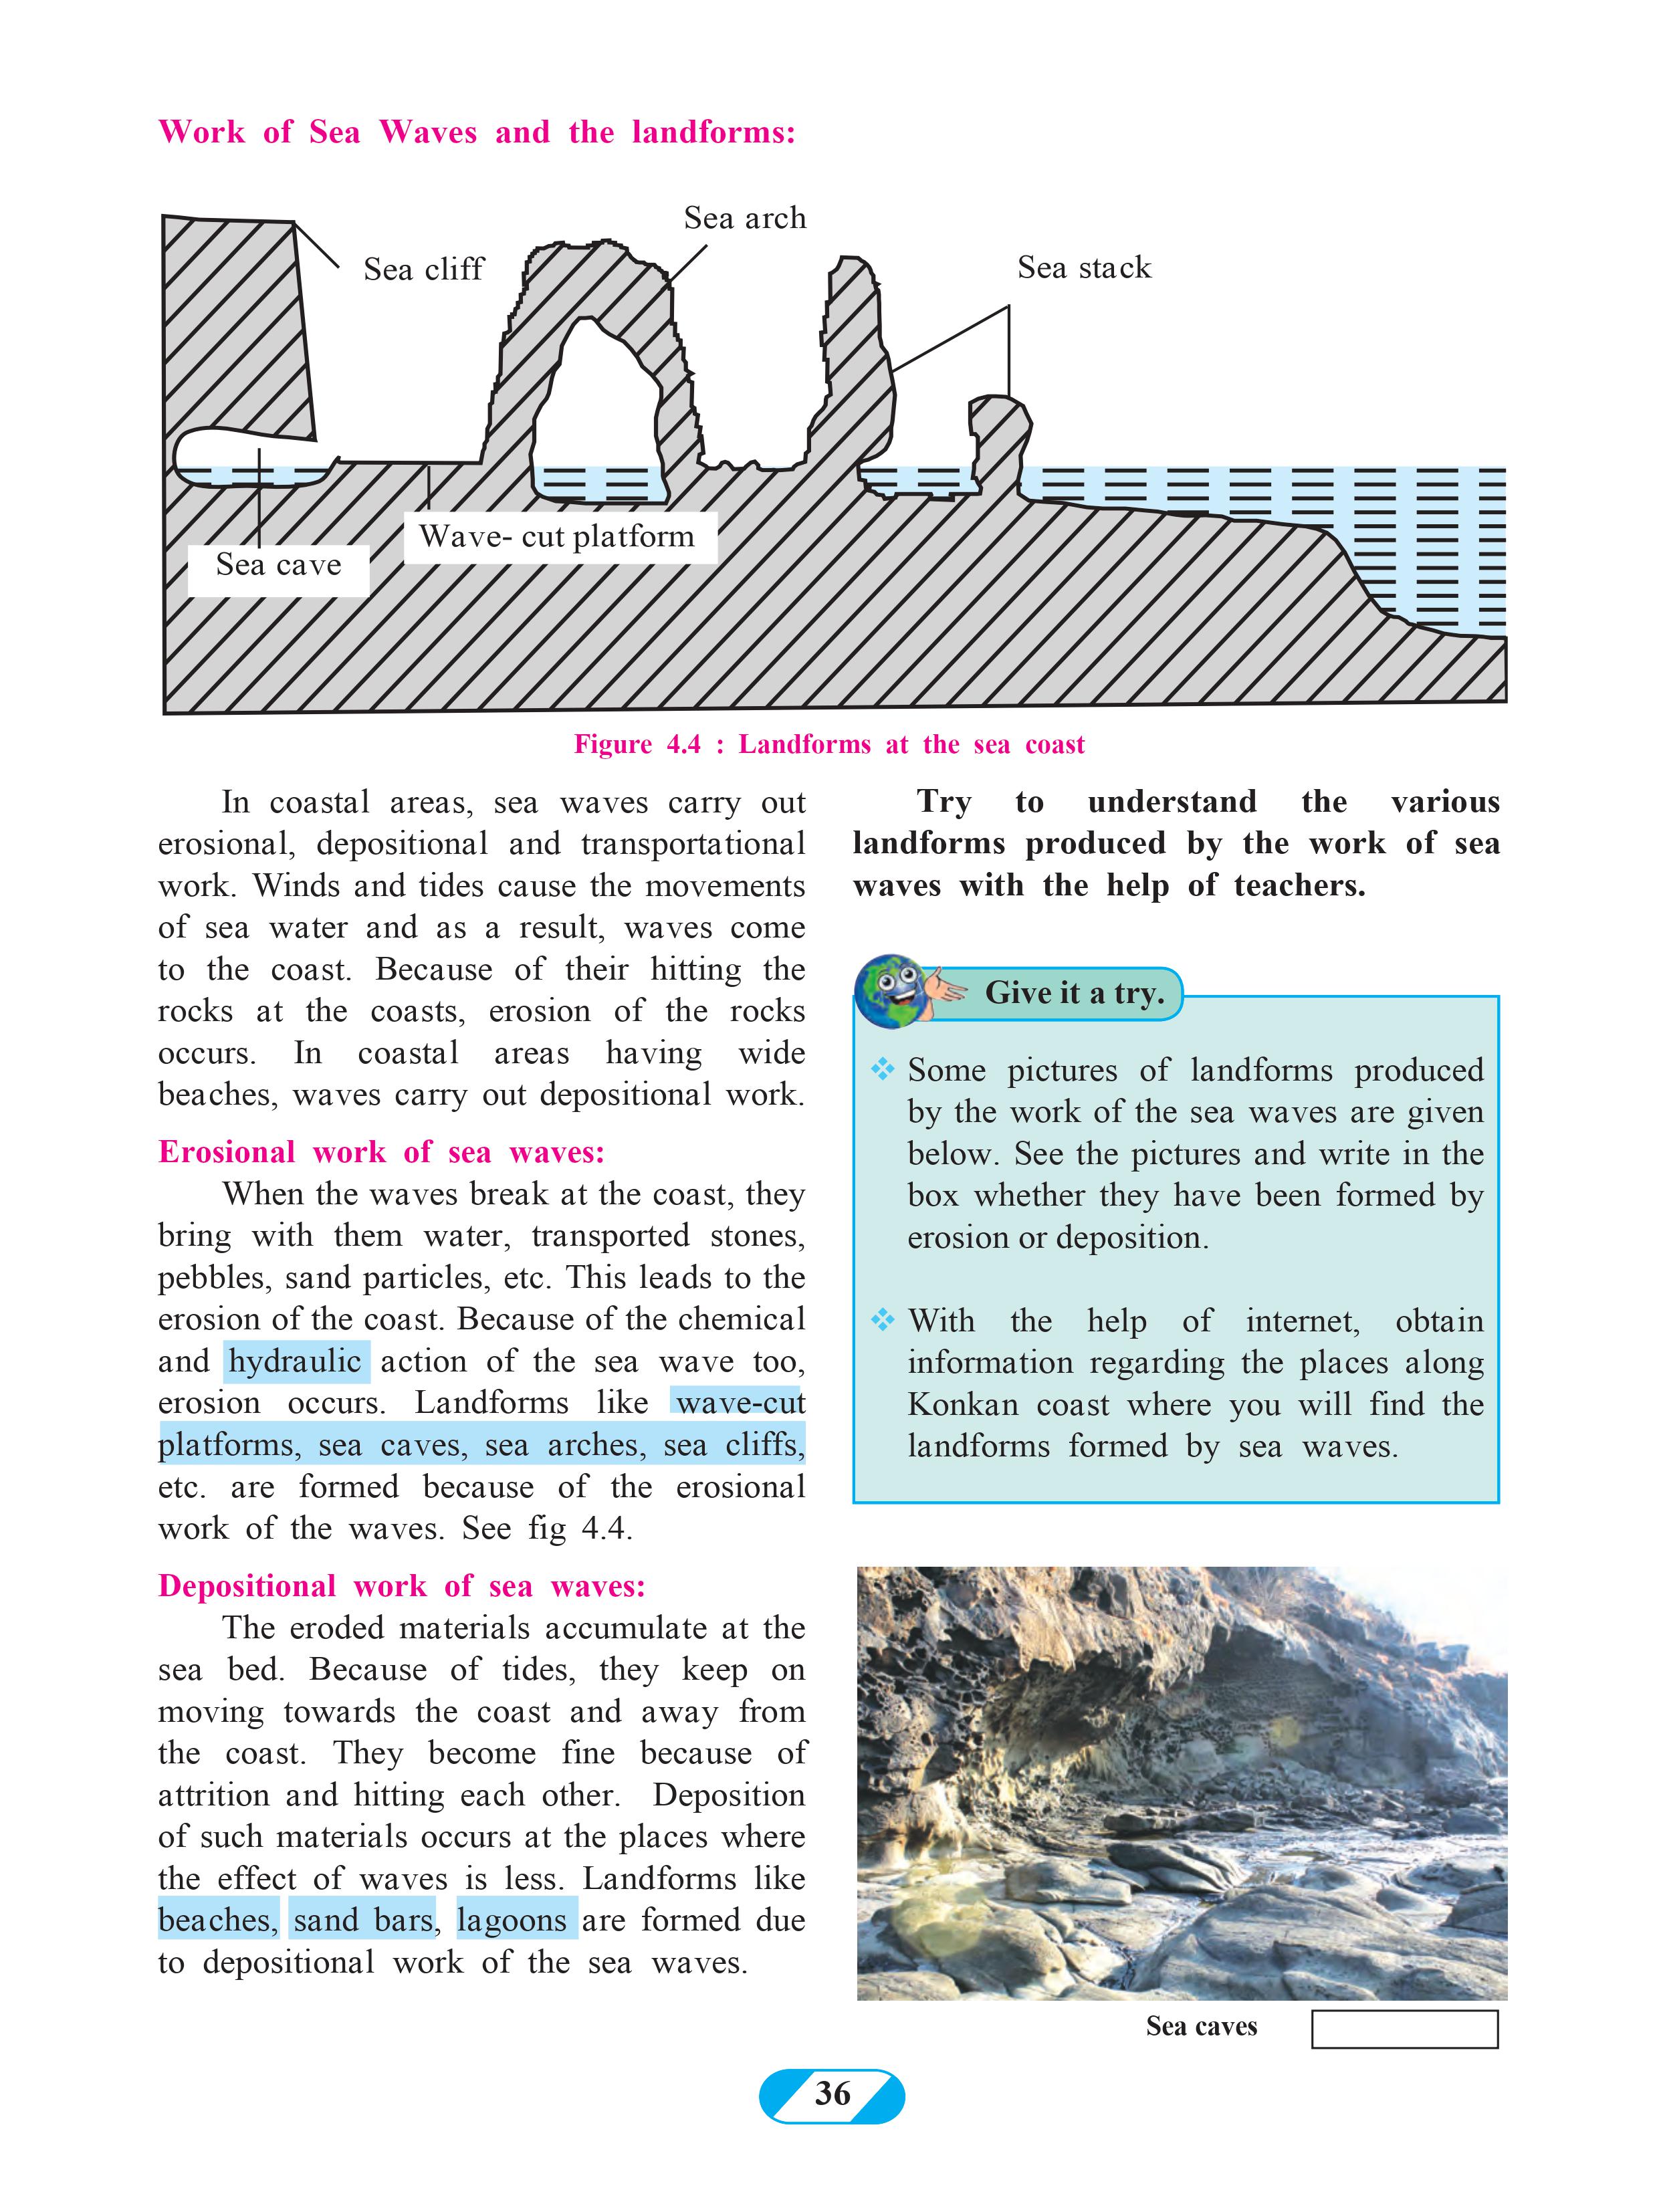 Work of Sea Waves and the landforms:
Sea arch
Sea cliff
Sea stack
Wave- cut platform
Sea cave
Figure 4.4 : Landforms at the sea coast
In coastal areas, sea waves carry out
erosional, depositional and transportational
work. Winds and tides cause the movements
of sea water and as a result, waves come
to the coast. Because of their hitting the
rocks at the coasts, erosion of the rocks
occurs. In coastal areas having wide
beaches, waves carry out depositional work.
Erosional work of sea waves:
When the waves break at the coast, they
bring with them water, transported stones,
pebbles, sand particles, etc. This leads to the
erosion of the coast. Because of the chemical
and hydraulic action of the sea wave too,
erosion occurs. Landforms like wave-cut
platforms, sea caves, sea arches, sea cliffs,
etc. are formed because of the erosional
work of the waves. See fig 4.4.
Depositional work of sea waves:
The eroded materials accumulate at the
sea bed. Because of tides, they keep on
moving towards the coast and away from
the coast. They become fine because of
attrition and hitting each other. Deposition
of such materials occurs at the places where
the effect of waves is less. Landforms like
beaches, sand bars, lagoons are formed due
to depositional work of the sea waves.
Try to understand the various
landforms produced by the work of sea
waves with the help of teachers.
Give it a try.
❖ Some pictures of landforms produced
by the work of the sea waves are given
below. See the pictures and write in the
box whether they have been formed by
erosion or deposition.
❖ With the help of internet, obtain
information regarding the places along
Konkan coast where you will find the
landforms formed by sea waves.
Sea caves
36